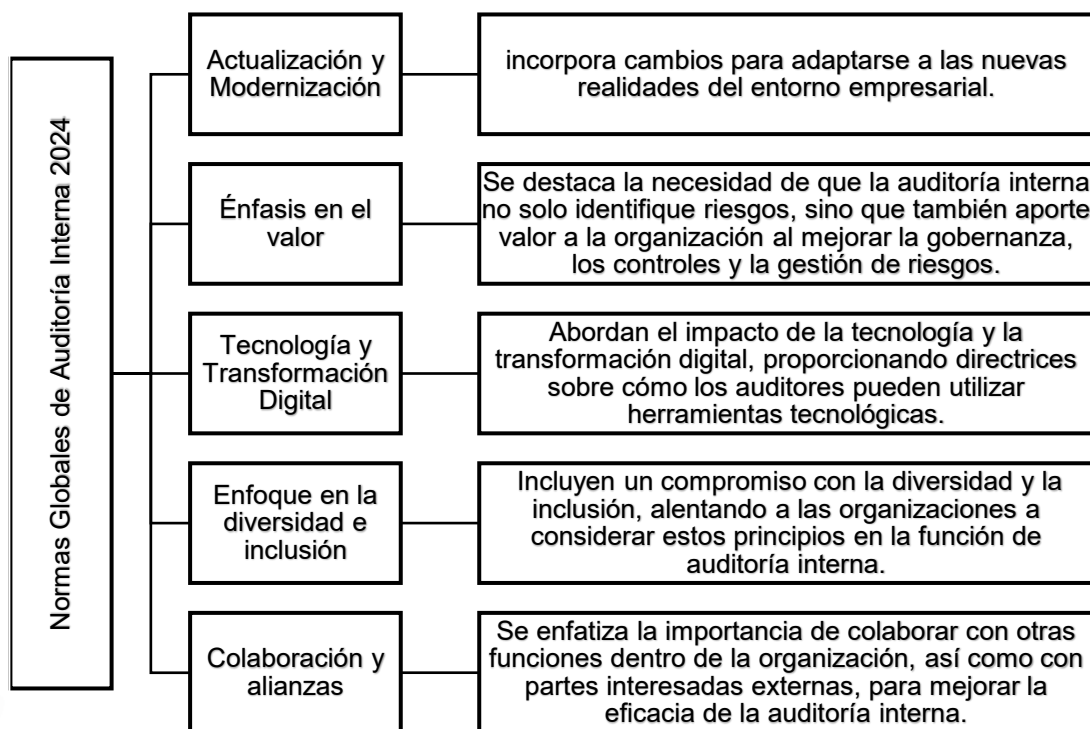 Normas Globales de Auditoría Interna 2024
Actualización y
Modernización
incorpora cambios para adaptarse a las nuevas
realidades del entorno empresarial.
Énfasis en el
valor
Se destaca la necesidad de que la auditoría interna
no solo identifique riesgos, sino que también aporte
valor a la organización al mejorar la gobernanza,
los controles y la gestión de riesgos.
Tecnología y
Transformación
Digital
Abordan el impacto de la tecnología y la
transformación digital, proporcionando directrices
sobre cómo los auditores pueden utilizar
herramientas tecnológicas.
Enfoque en la
diversidad e
inclusión
Incluyen un compromiso con la diversidad y la
inclusión, alentando a las organizaciones a
considerar estos principios en la función de
auditoría interna.
Colaboración y
alianzas
Se enfatiza la importancia de colaborar con otras
funciones dentro de la organización, así como con
partes interesadas externas, para mejorar la
eficacia de la auditoría interna.